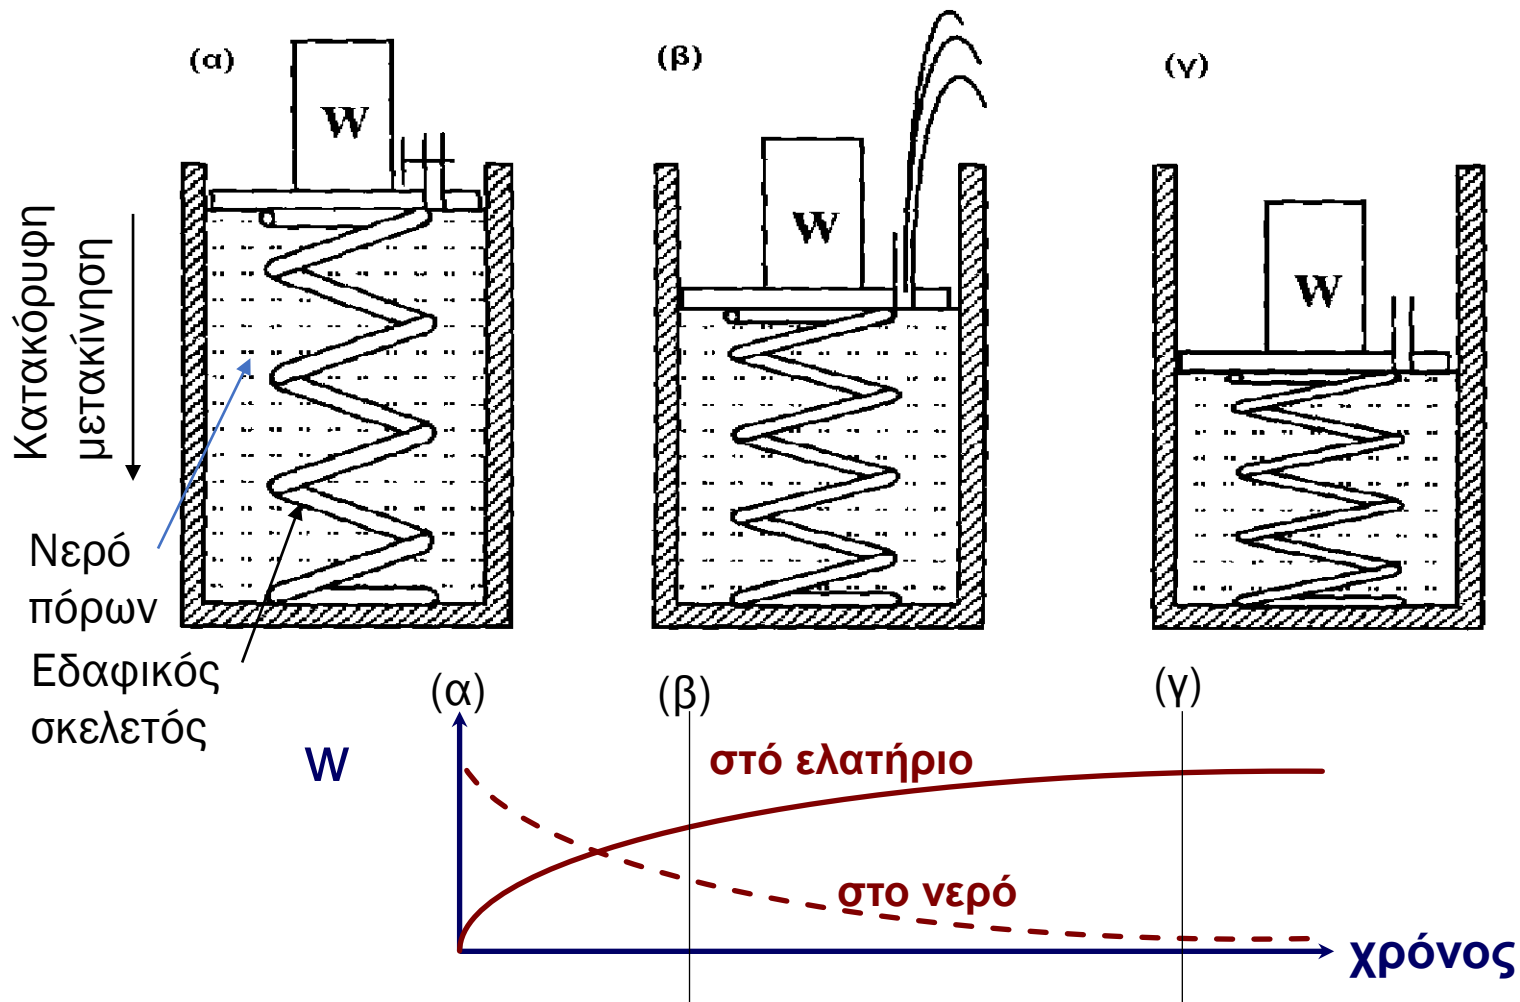 (α)
(β)
(γ)
W
W
W
Κατακόρυφη
μετακίνηση
Νερό
πόρων
Εδαφικός
σκελετός
(α)
(β)
(γ)
W
στό ελατήριο
στο νερό
χρόνος